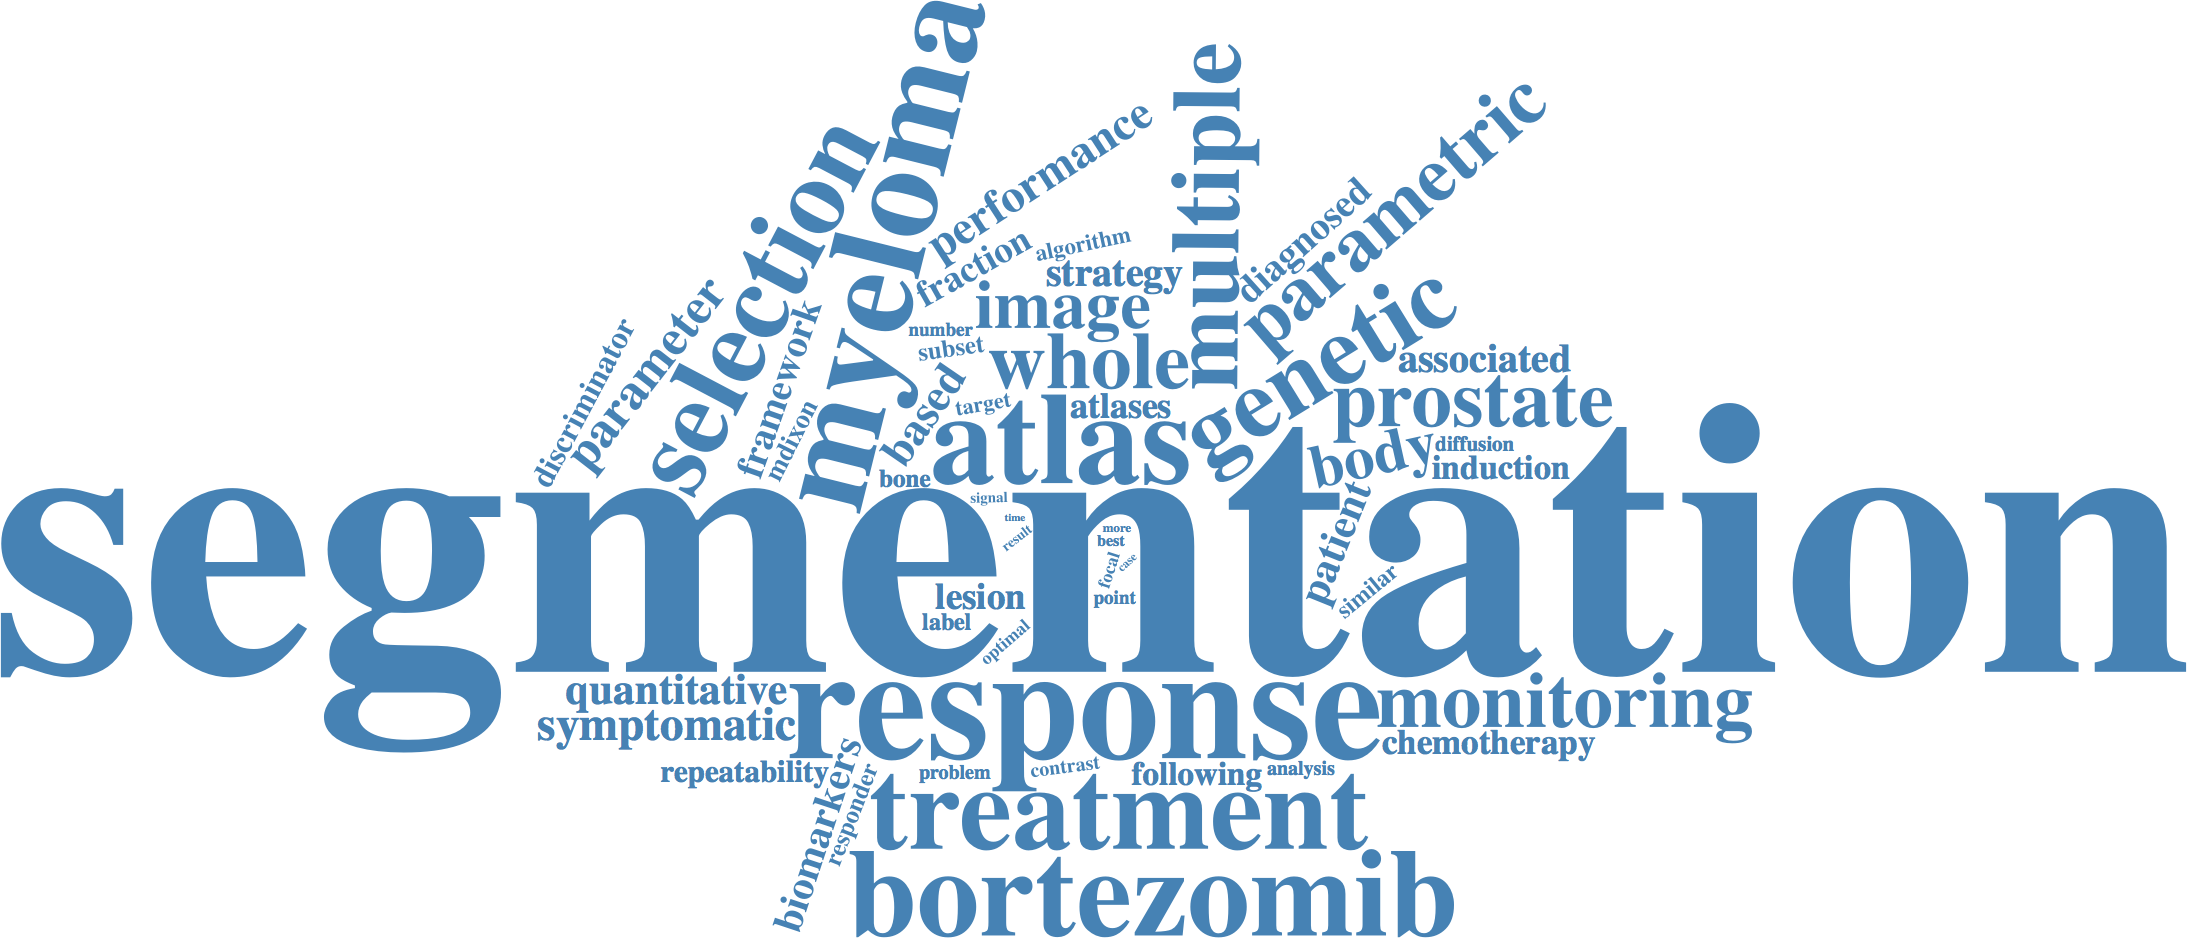 myeloma
multiple
parametric
performance
selection
diagnosed
algorithm
fraction
strategy
genetic
parameter
image
framework
discriminator
number
subset
whole
associated
based
mdixon
target
atlases
prostate
atlas
body
diffusion
induction
bone
segmentation
signal
time
result
more
best
focal
case
patient
similar
lesion
point
label
optimal
quantitative
response
monitoring
symptomatic
chemotherapy
repeatability
biomarkers
responder
problem
contrast
following
analysis
treatment
bortezomib